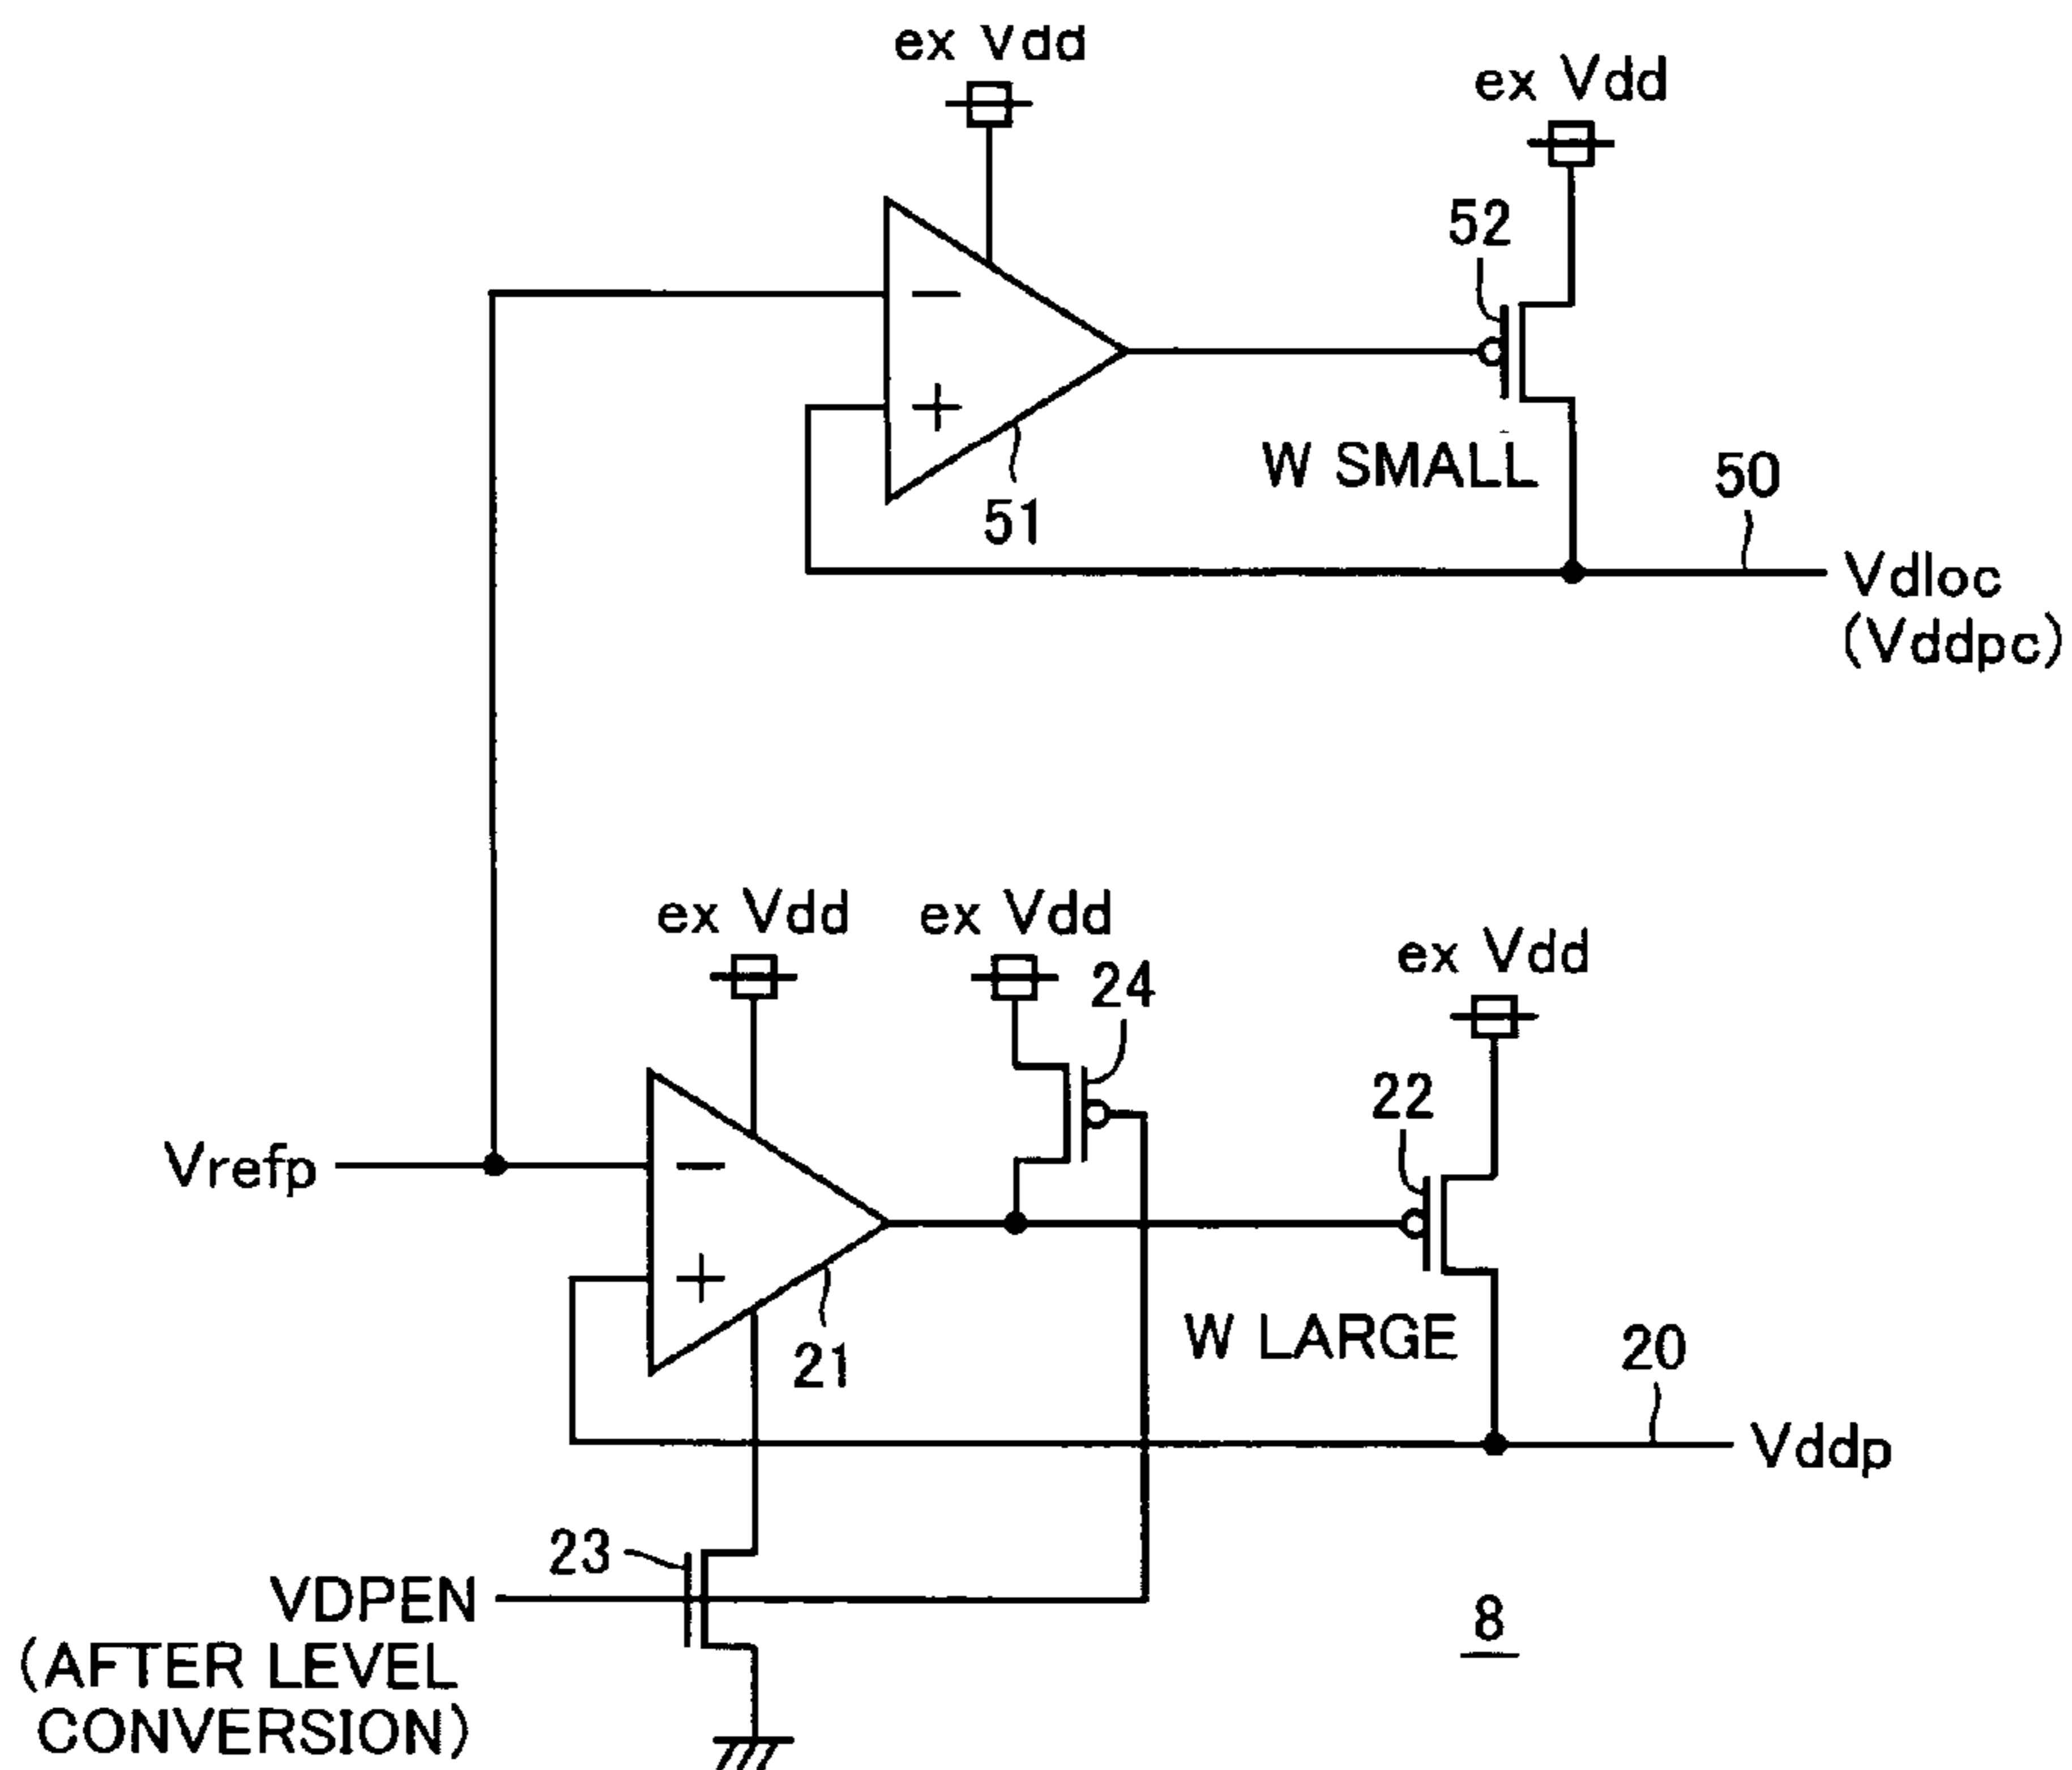 ex Vdd
ex Vdd
52
−
+
W SMALL
51
50
Vdloc
(Vddpc)
ex Vdd
ex Vdd
ex Vdd
24
22
Vrefp
−
+
W LARGE
21
20
Vddp
23
VDPEN
(AFTER LEVEL
CONVERSION)
8